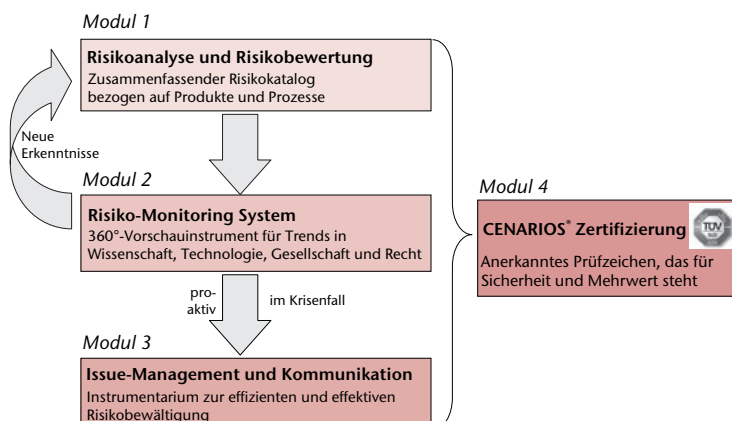 Modul 1
Risikoanalyse und Risikobewertung
Zusammenfassender Risikokatalog
bezogen auf Produkte und Prozesse
Neue
Erkenntnisse
Modul 2
Risiko-Monitoring System
360°-Vorschauinstrument für Trends in
Wissenschaft, Technologie, Gesellschaft und Recht
pro-
aktiv
im Krisenfall
Modul 3
Issue-Management und Kommunikation
Instrumentarium zur effizienten und effektiven
Risikobewältigung
Modul 4
CENARIOS® Zertifizierung
TÜV
Anerkanntes Prüfzeichen, das für
Sicherheit und Mehrwert steht